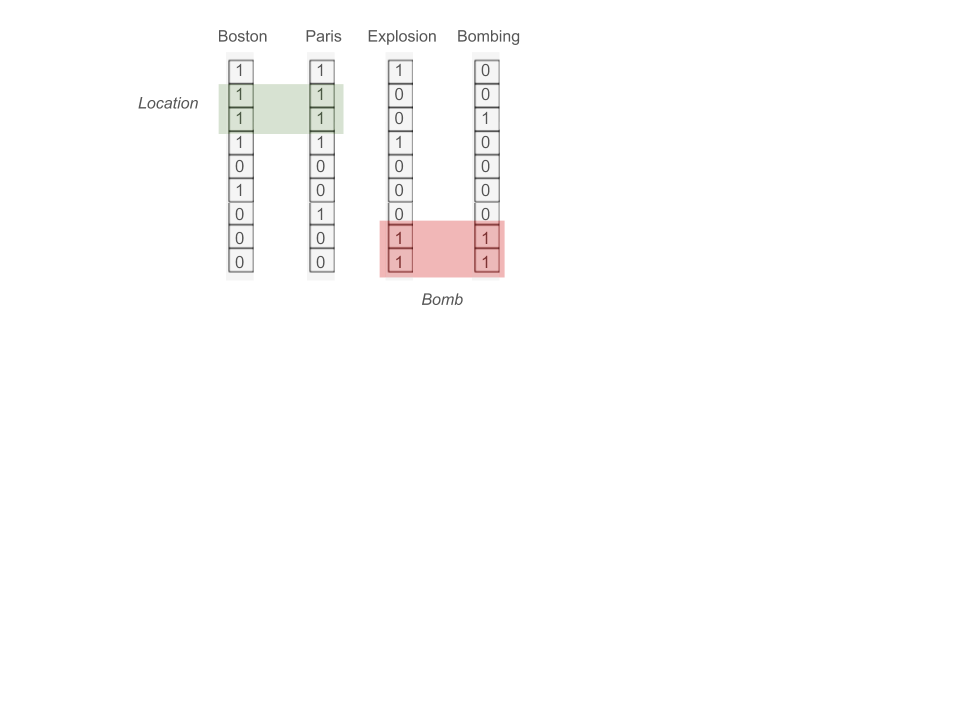 Boston Paris Explosion Bombing
1 1 1 0
1 1 0 0
Location
1 1 0 1
1 1 1 0
0 0 0 0
1 0 0 0
0 1 0 0
0 0 1 1
0 0 1 1
Bomb